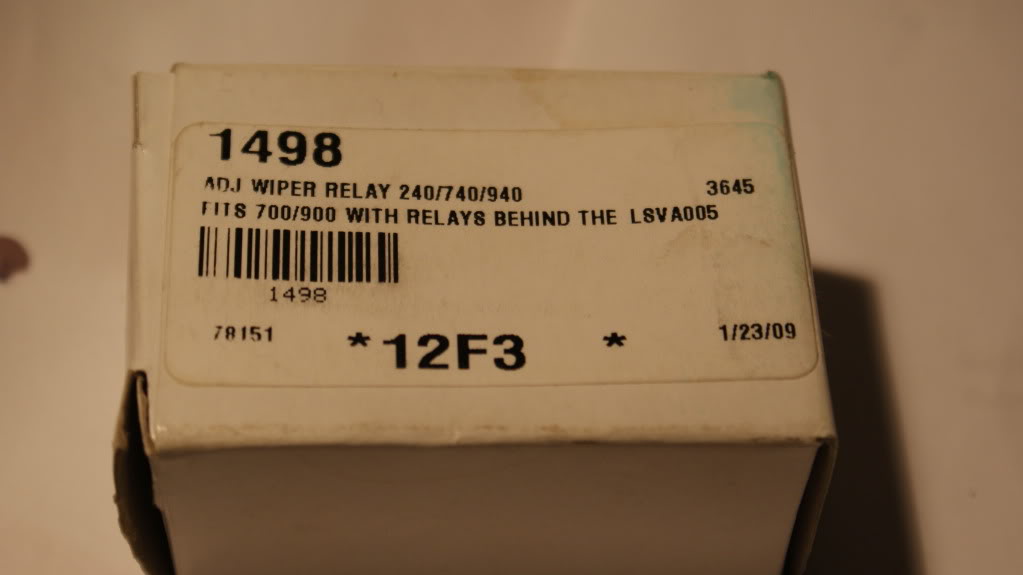 1498
ADJ WIPER RELAY 240/740/940 3645
FITS 700/900 WITH RELAYS BEHIND THE LSVA005
1498
78151 *12F3 * 1/23/09